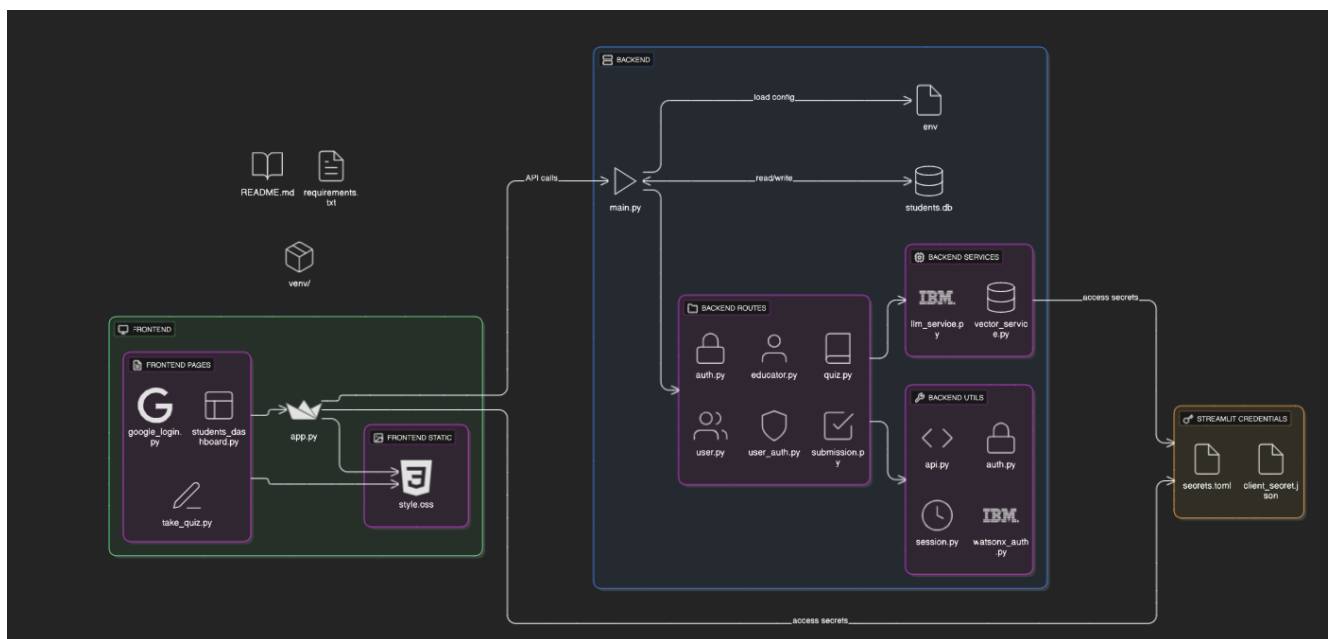 BACKEND
load config
env
README.md
requirements.
txt
API calls
main.py
read/write
students.db
venv/
BACKEND SERVICES
IBM.
llm_service.p
y
vector_servic
e.py
access secrets
BACKEND ROUTES
auth.py
educator.py
quiz.py
user.py
user_auth.py
submission.p
y
FRONTEND
FRONTEND PAGES
google_login.
py
students_das
hboard.py
app.py
take_quiz.py
FRONTEND STATIC
style.css
BACKEND UTILS
api.py
auth.py
session.py
IBM.
watsonx_auth
.py
STREAMLIT CREDENTIALS
secrets.toml
client_secret.j
son
access secrets